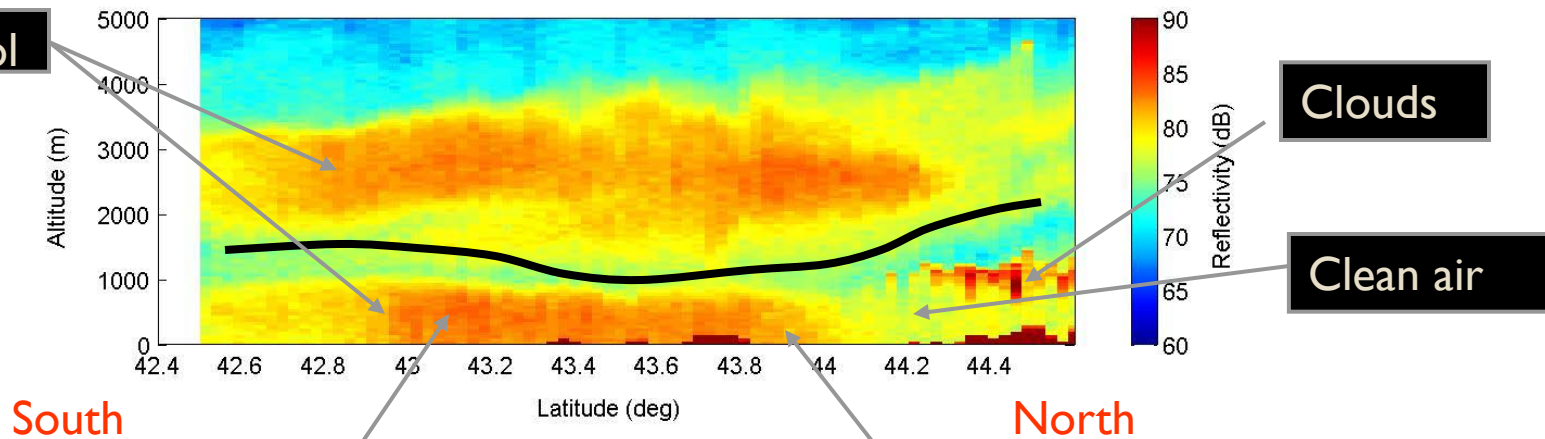 ol
5000
4000
3000
2000
1000
0
Altitude (m)
42.4 42.6 42.8 43 43.2 43.4 43.6 43.8 44 44.2 44.4
Latitude (deg)
90
85
80
75
70
65
60
Reflectivity (dB)
Clouds
Clean air
South
North